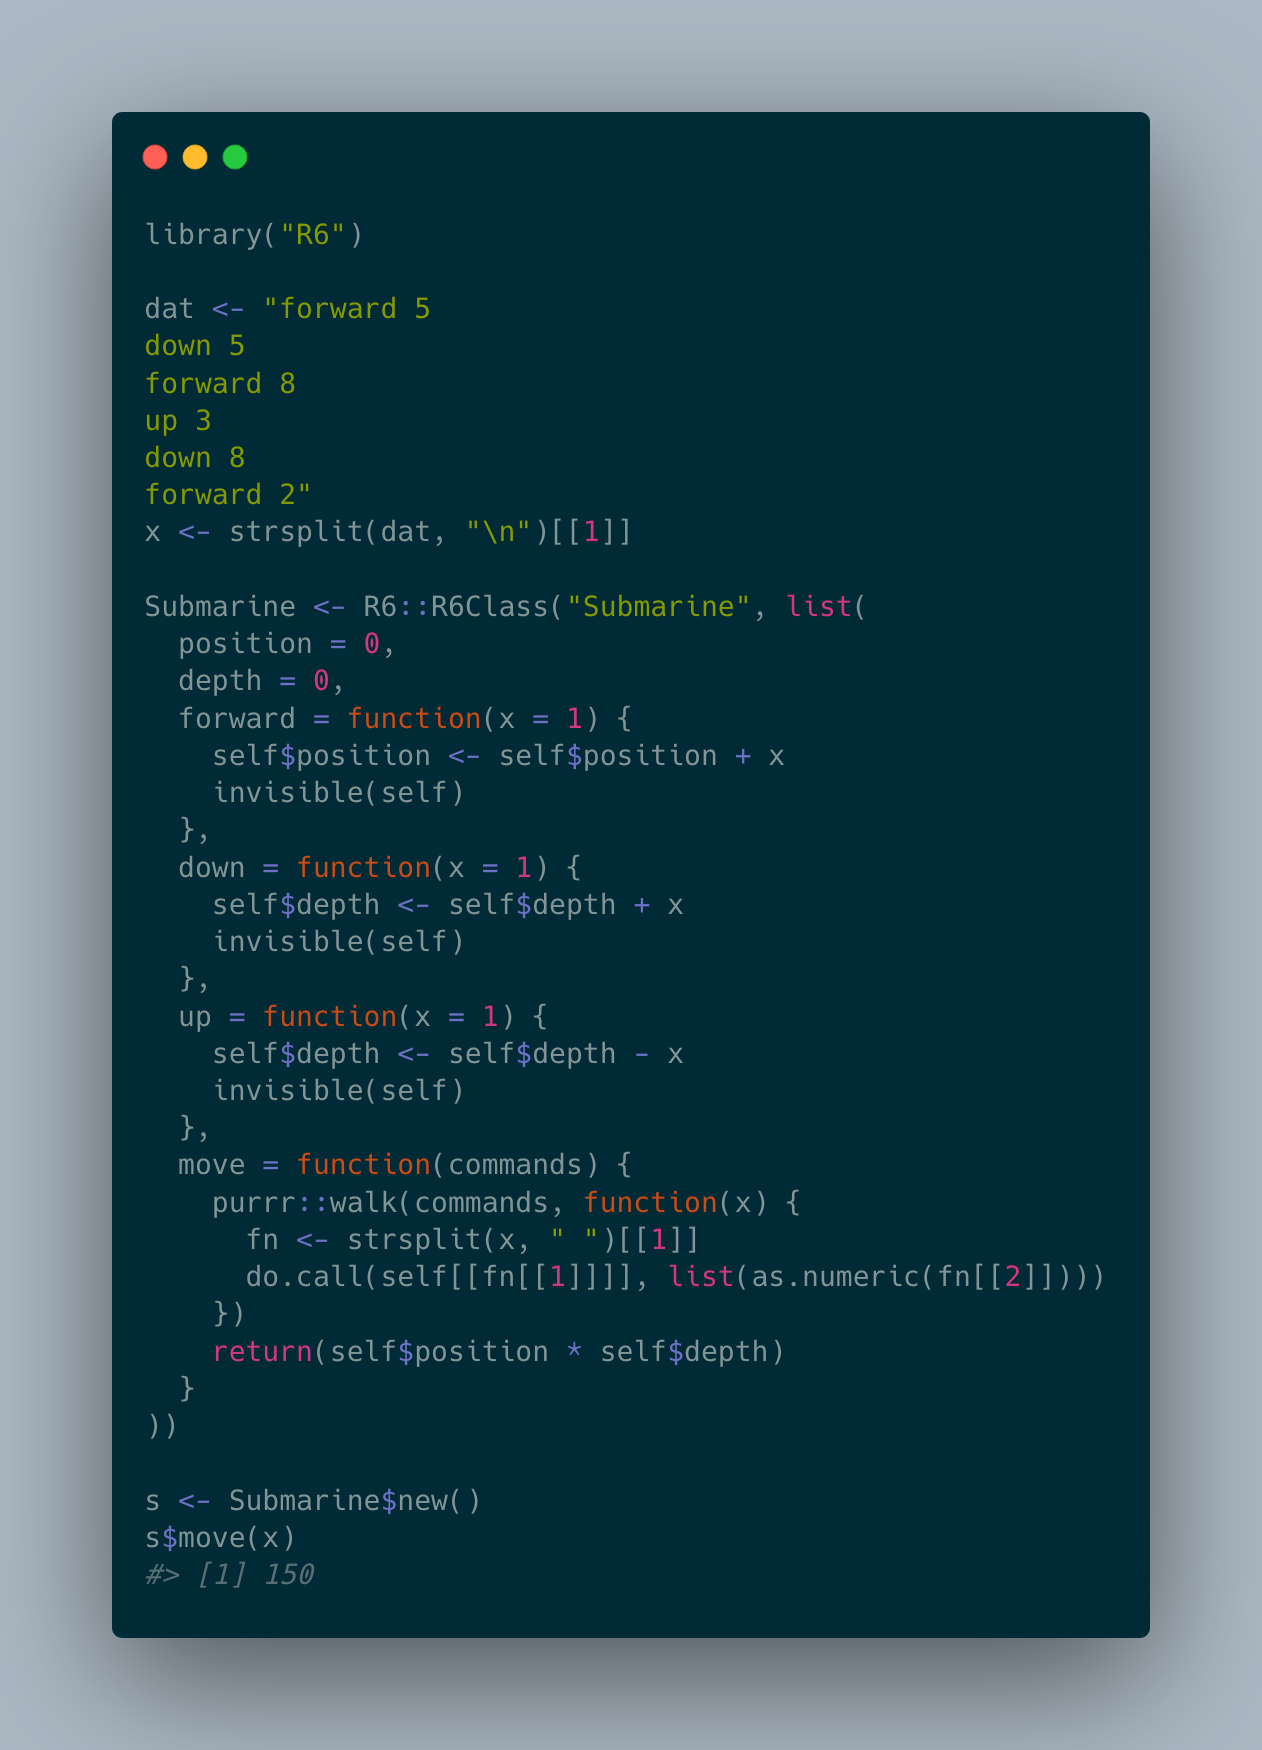 library("R6")

dat <- "forward 5
down 5
forward 8
up 3
down 8
forward 2"
x <- strsplit(dat, "\n")[[1]]

Submarine <- R6::R6Class("Submarine", list(
  position = 0,
  depth = 0,
  forward = function(x = 1) {
    self$position <- self$position + x
    invisible(self)
  },
  down = function(x = 1) {
    self$depth <- self$depth + x
    invisible(self)
  },
  up = function(x = 1) {
    self$depth <- self$depth - x
    invisible(self)
  },
  move = function(commands) {
    purrr::walk(commands, function(x) {
      fn <- strsplit(x, " ")[[1]]
      do.call(self[[fn[[1]]]], list(as.numeric(fn[[2]])))
    })
    return(self$position * self$depth)
  }
))

s <- Submarine$new()
s$move(x)
#> [1] 150